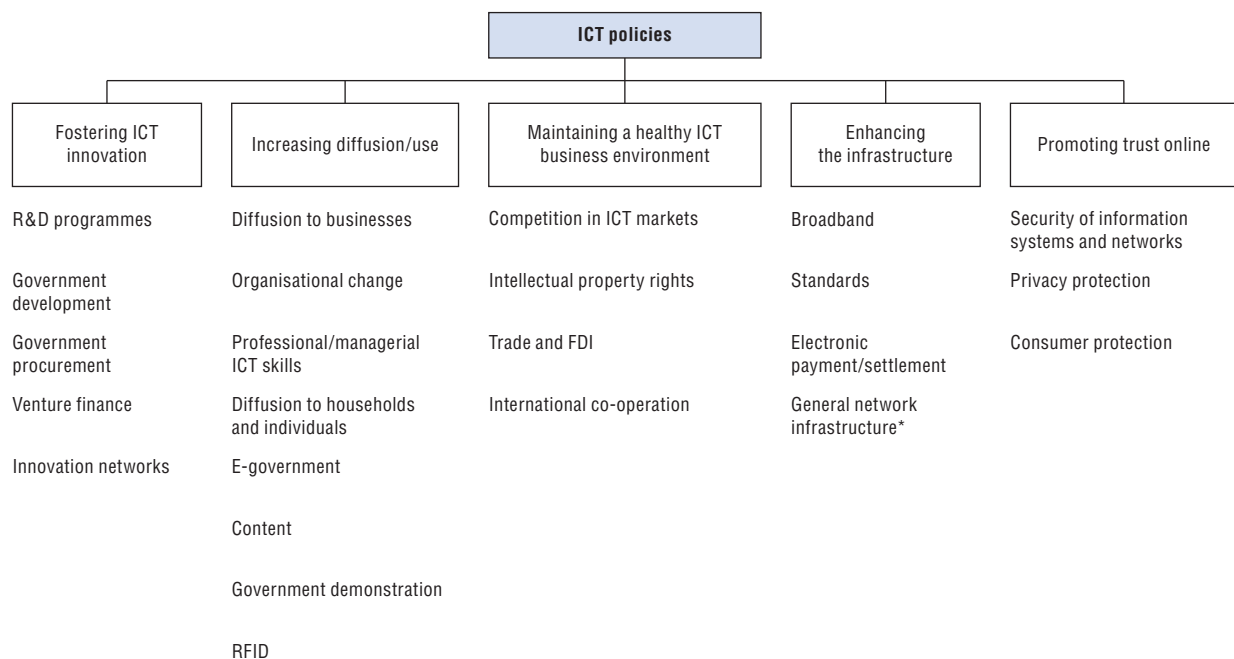 ICT policies
Fostering ICT
innovation
Increasing diffusion/use
Maintaining a healthy ICT
business environment
Enhancing
the infrastructure
Promoting trust online
R&D programmes
Government
development
Government
procurement
Venture finance
Innovation networks
Diffusion to businesses
Organisational change
Professional/managerial
ICT skills
Diffusion to households
and individuals
E-government
Content
Government demonstration
RFID
Competition in ICT markets
Intellectual property rights
Trade and FDI
International co-operation
Broadband
Standards
Electronic
payment/settlement
General network
infrastructure*
Security of information
systems and networks
Privacy protection
Consumer protection